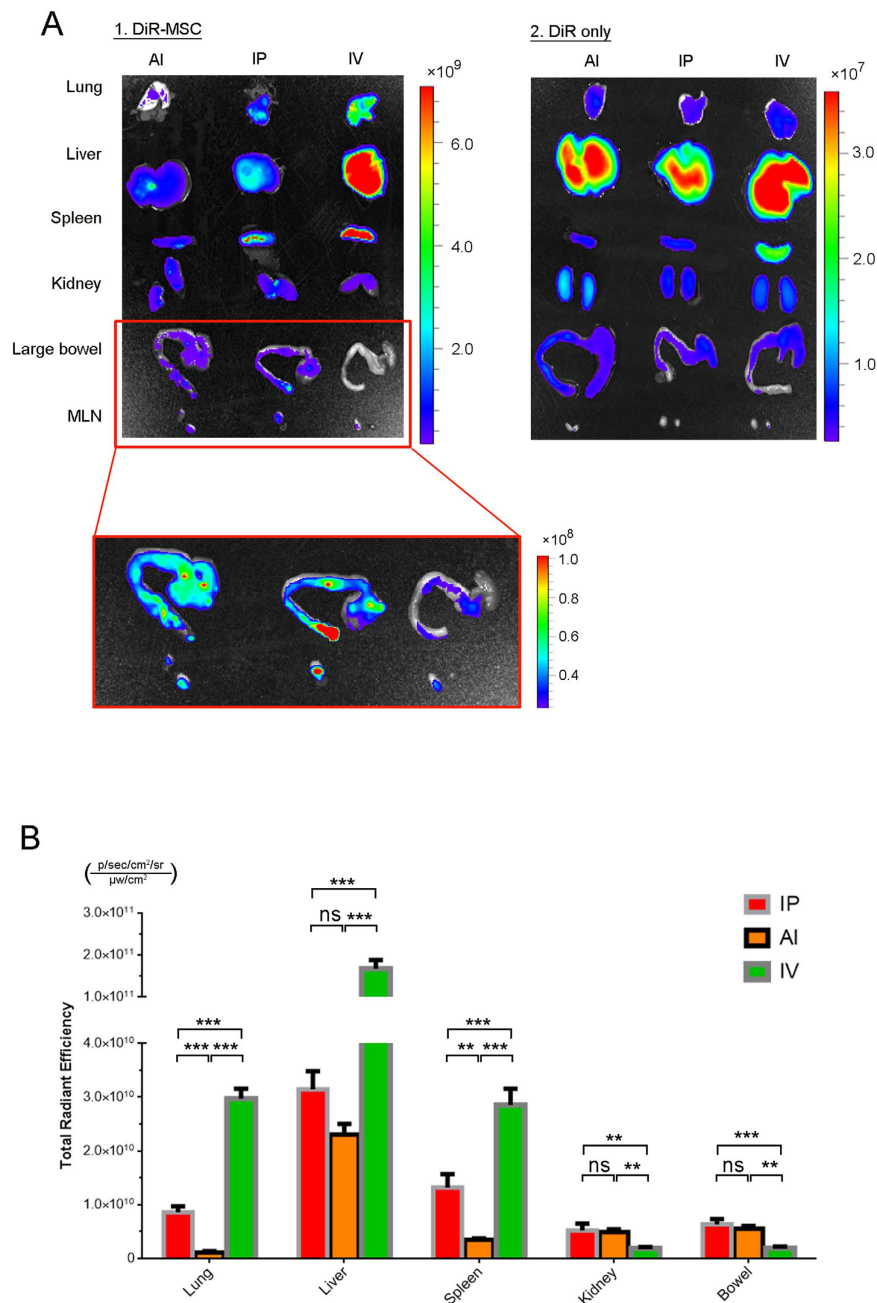 A
1. DiR-MSC
2. DiR only
AI IP IV
AI IP IV
Lung
Liver
Spleen
Kidney
Large bowel
MLN
×10⁹
6.0
4.0
2.0
×10⁷
3.0
2.0
1.0
×10⁸
1.0
0.8
0.6
0.4
B
(p/sec/cm²/sr
µw/cm²)
Total Radiant Efficiency
3.0×10¹¹
2.0×10¹¹
1.0×10¹¹
4.0×10¹⁰
3.0×10¹⁰
2.0×10¹⁰
1.0×10¹⁰
0
***
*** ***
***
ns ***
***
** ***
**
ns **
***
ns **
IP
AI
IV
Lung
Liver
Spleen
Kidney
Bowel